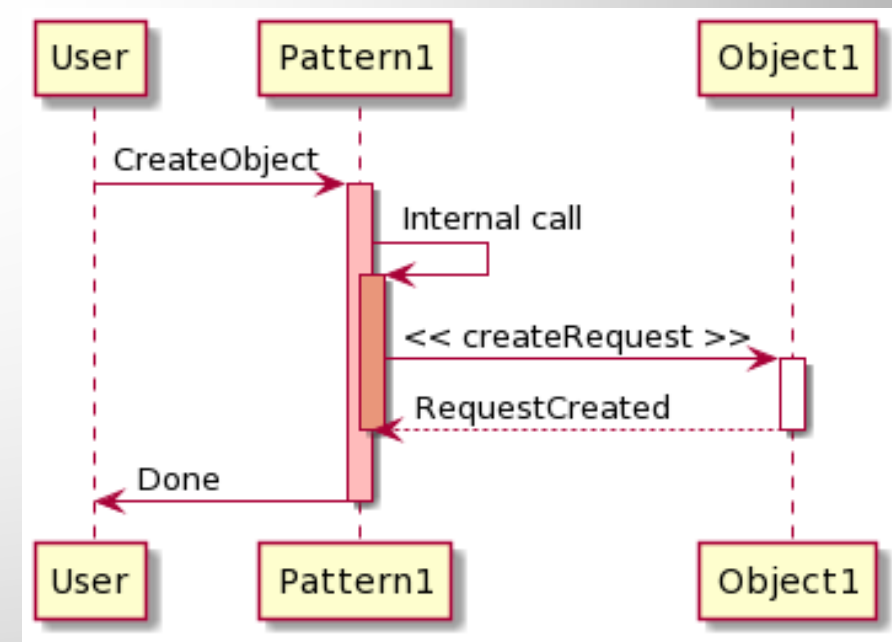 User
Pattern1
Object1
CreateObject
Internal call
<< createRequest >>
RequestCreated
Done
User
Pattern1
Object1